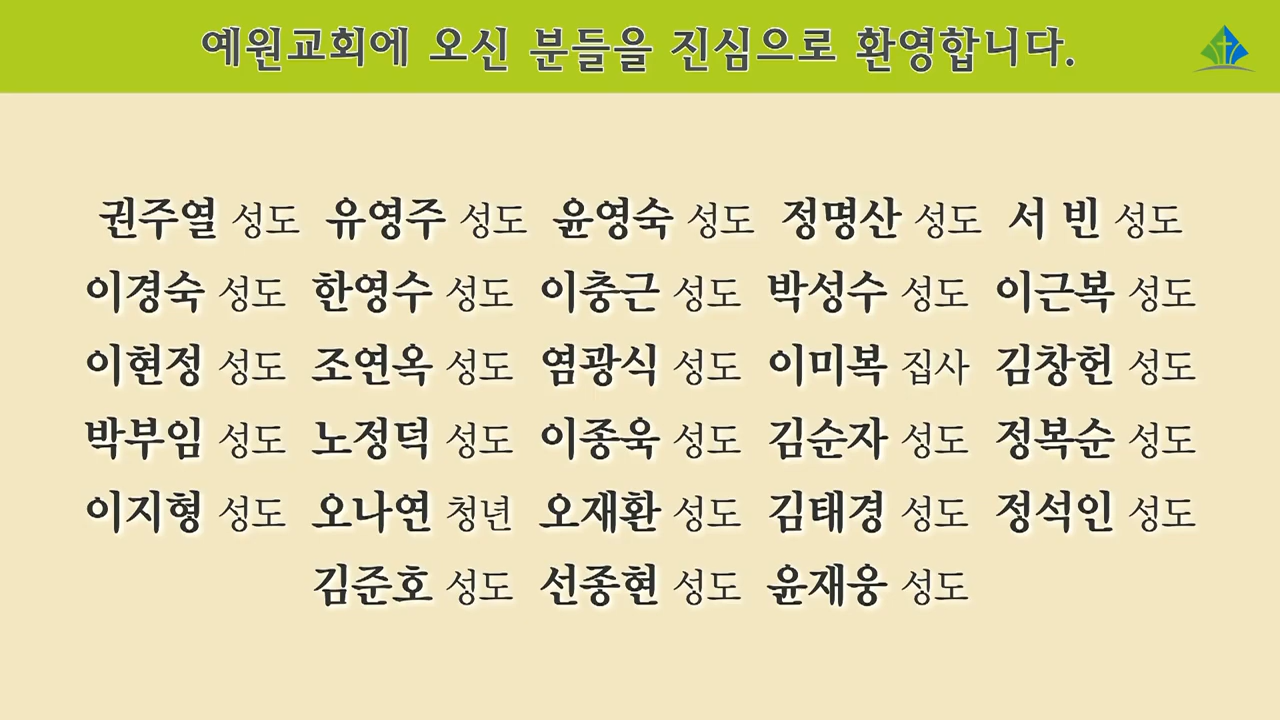 예원교회에 오신 분들을 진심으로 환영합니다.
권주열 성도 유영주 성도 윤영숙 성도 정명산 성도 서 빈 성도
이경숙 성도 한영수 성도 이충근 성도 박성수 성도 이근복 성도
이현정 성도 조연옥 성도 염광식 성도 이미복 집사 김창헌 성도
박부임 성도 노정덕 성도 이종욱 성도 김순자 성도 정복순 성도
이지형 성도 오나연 청년 오재환 성도 김태경 성도 정석인 성도
김준호 성도 선종현 성도 윤재웅 성도